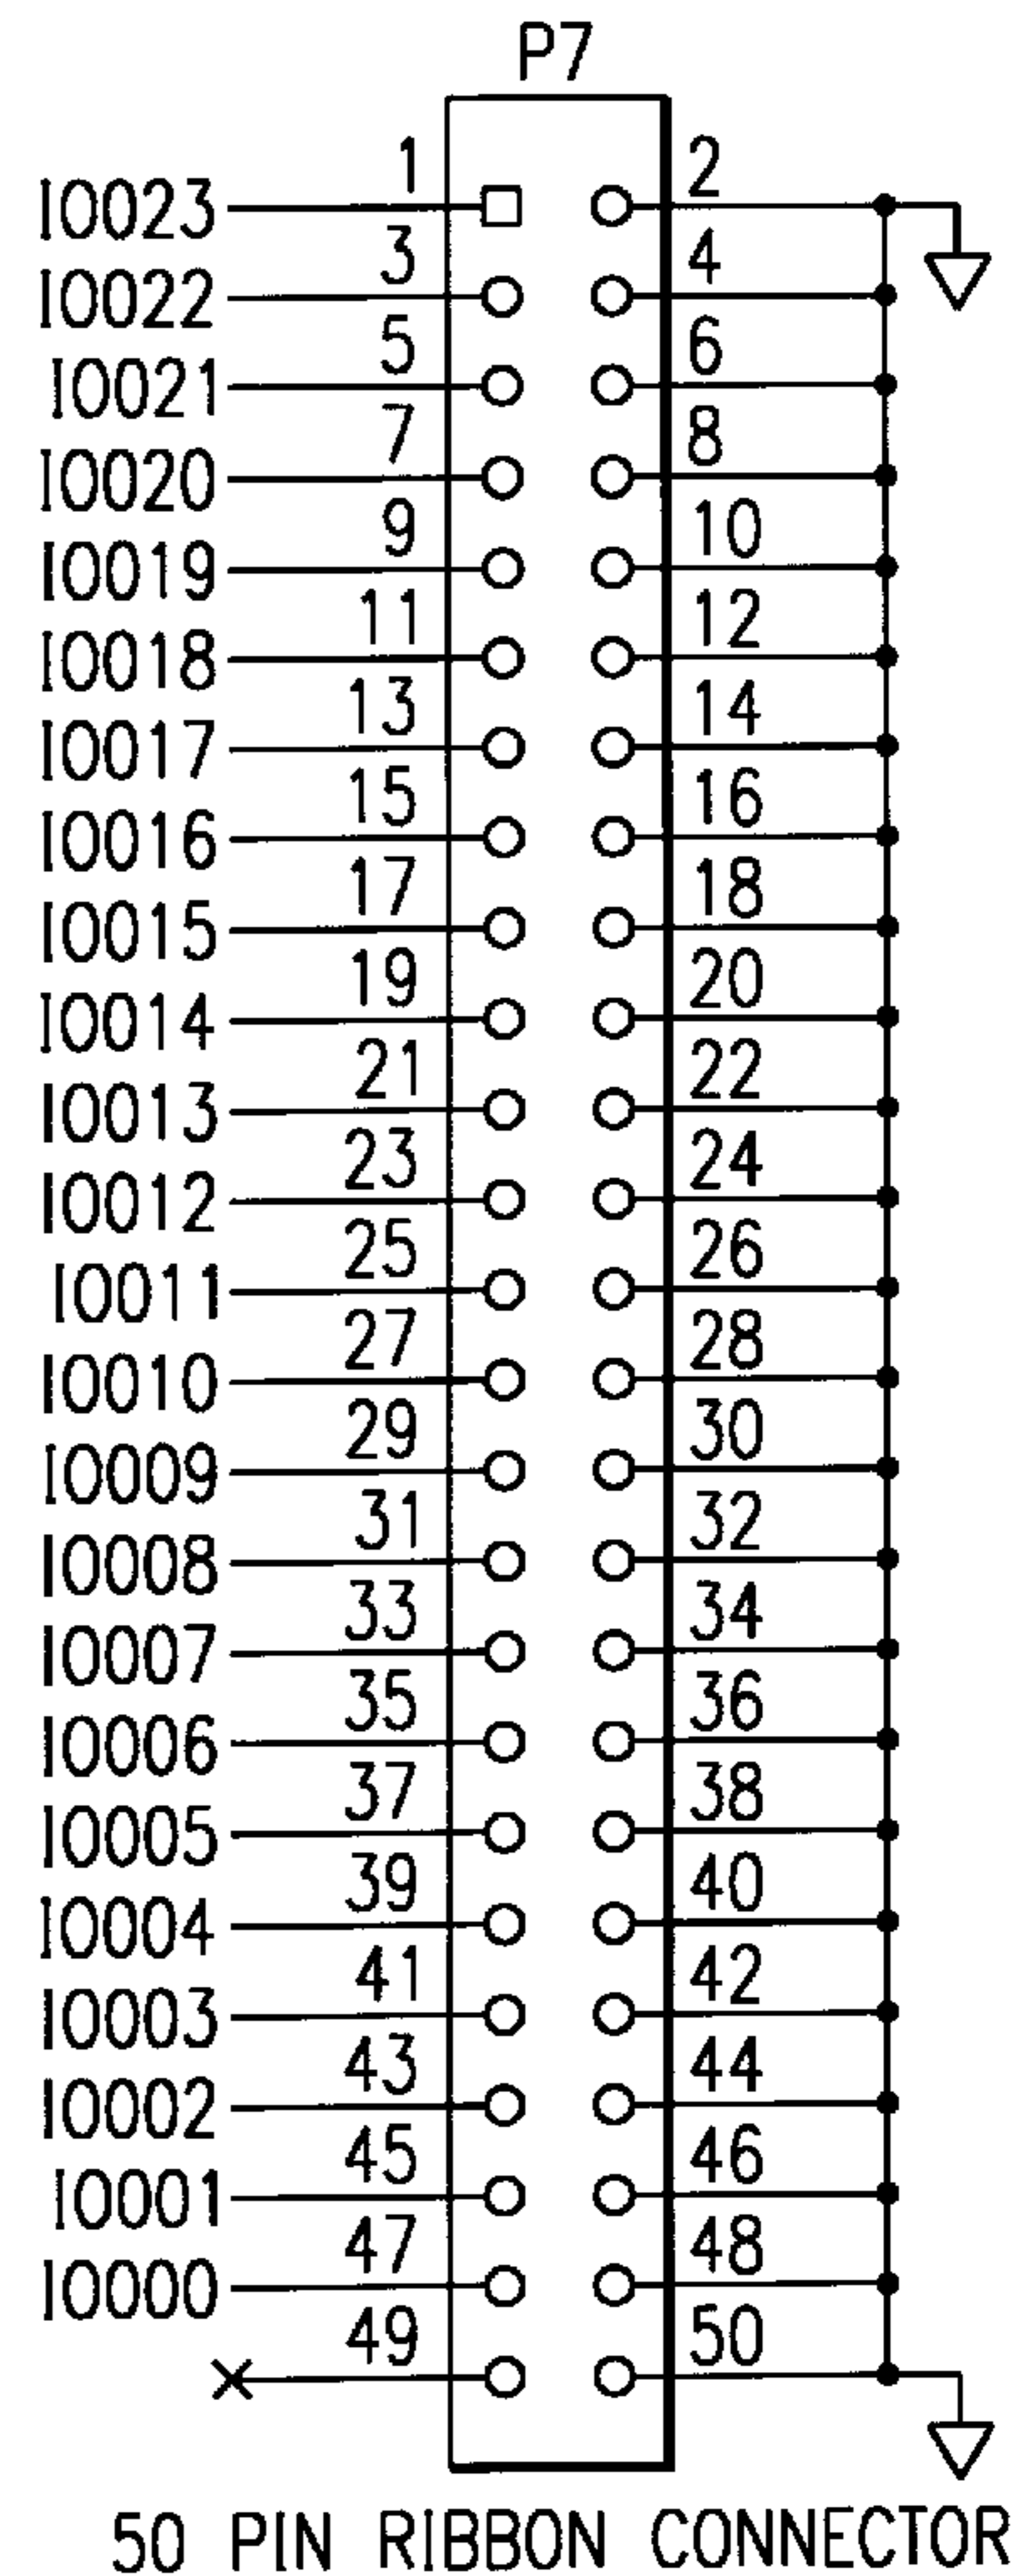 P7
1 2
IO023
3 4
IO022
5 6
IO021
7 8
IO020
9 10
IO019
11 12
IO018
13 14
IO017
15 16
IO016
17 18
IO015
19 20
IO014
21 22
IO013
23 24
IO012
25 26
IO011
27 28
IO010
29 30
IO009
31 32
IO008
33 34
IO007
35 36
IO006
37 38
IO005
39 40
IO004
41 42
IO003
43 44
IO002
45 46
IO001
47 48
IO000
49 50
50 PIN RIBBON CONNECTOR